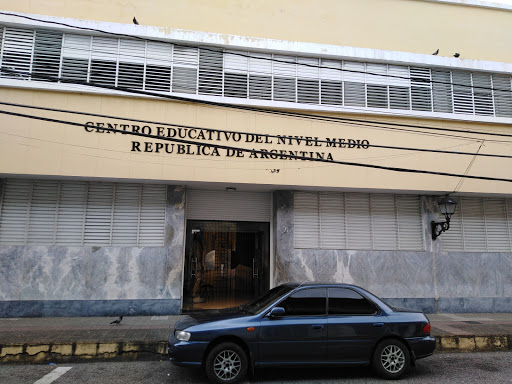 CENTRO EDUCATIVO DEL NIVEL MEDIO
REPUBLICA DE ARGENTINA